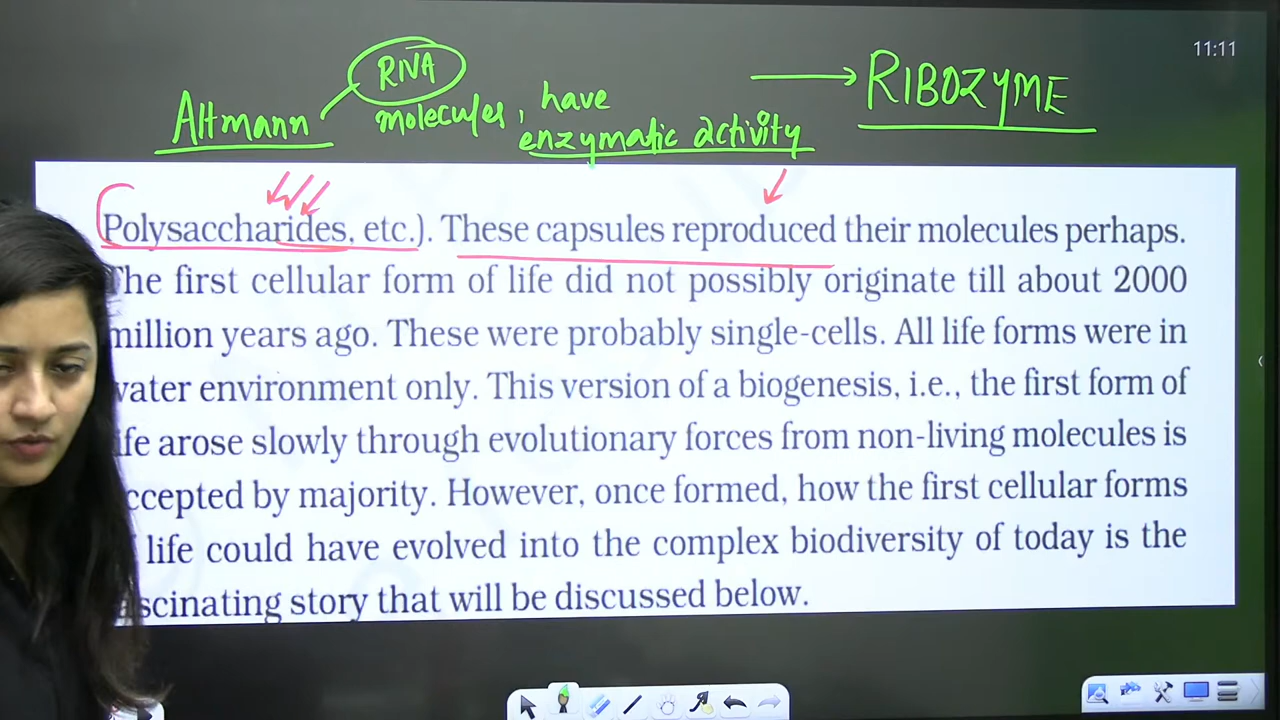 11:11
RNA
RIBOZYME
Altmann
molecules, have
enzymatic activity
Polysaccharides, etc.). These capsules reproduced their molecules perhaps.
The first cellular form of life did not possibly originate till about 2000
million years ago. These were probably single-cells. All life forms were in
water environment only. This version of a biogenesis, i.e., the first form of
life arose slowly through evolutionary forces from non-living molecules is
accepted by majority. However, once formed, how the first cellular forms
life could have evolved into the complex biodiversity of today is the
fascinating story that will be discussed below.